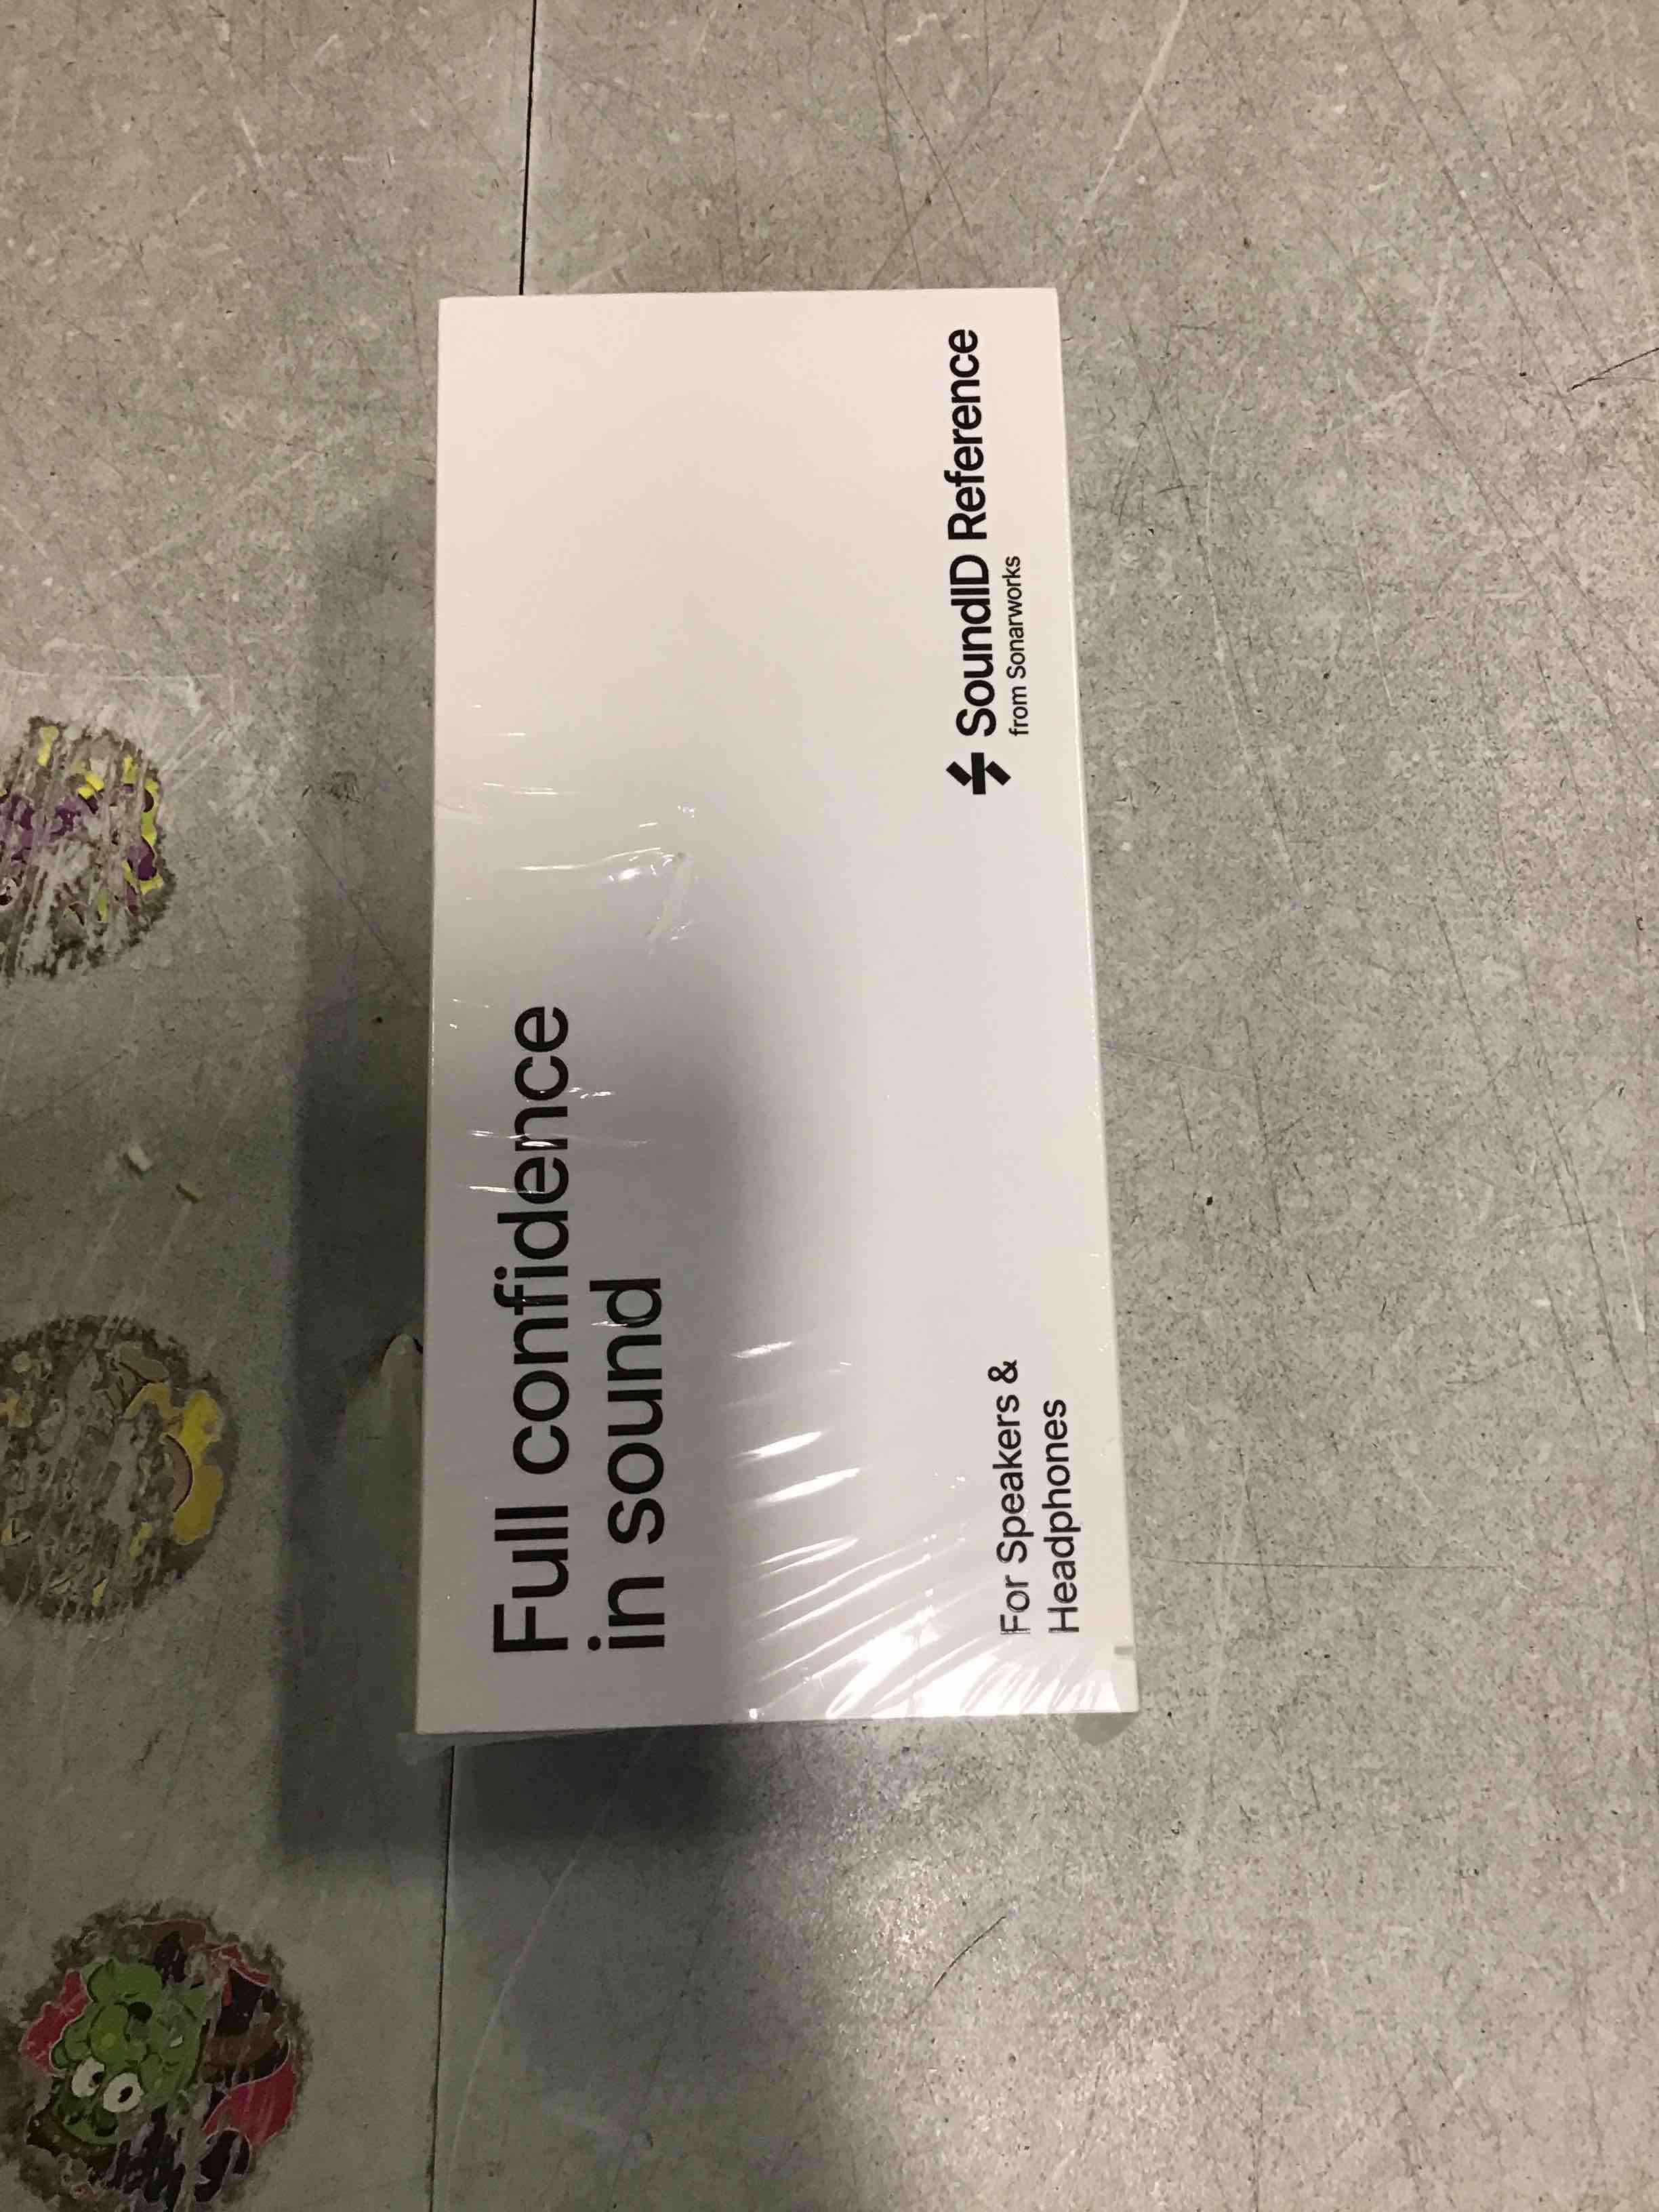 Full confidence
in sound
For Speakers &
Headphones
SoundID Reference
from Sonarworks